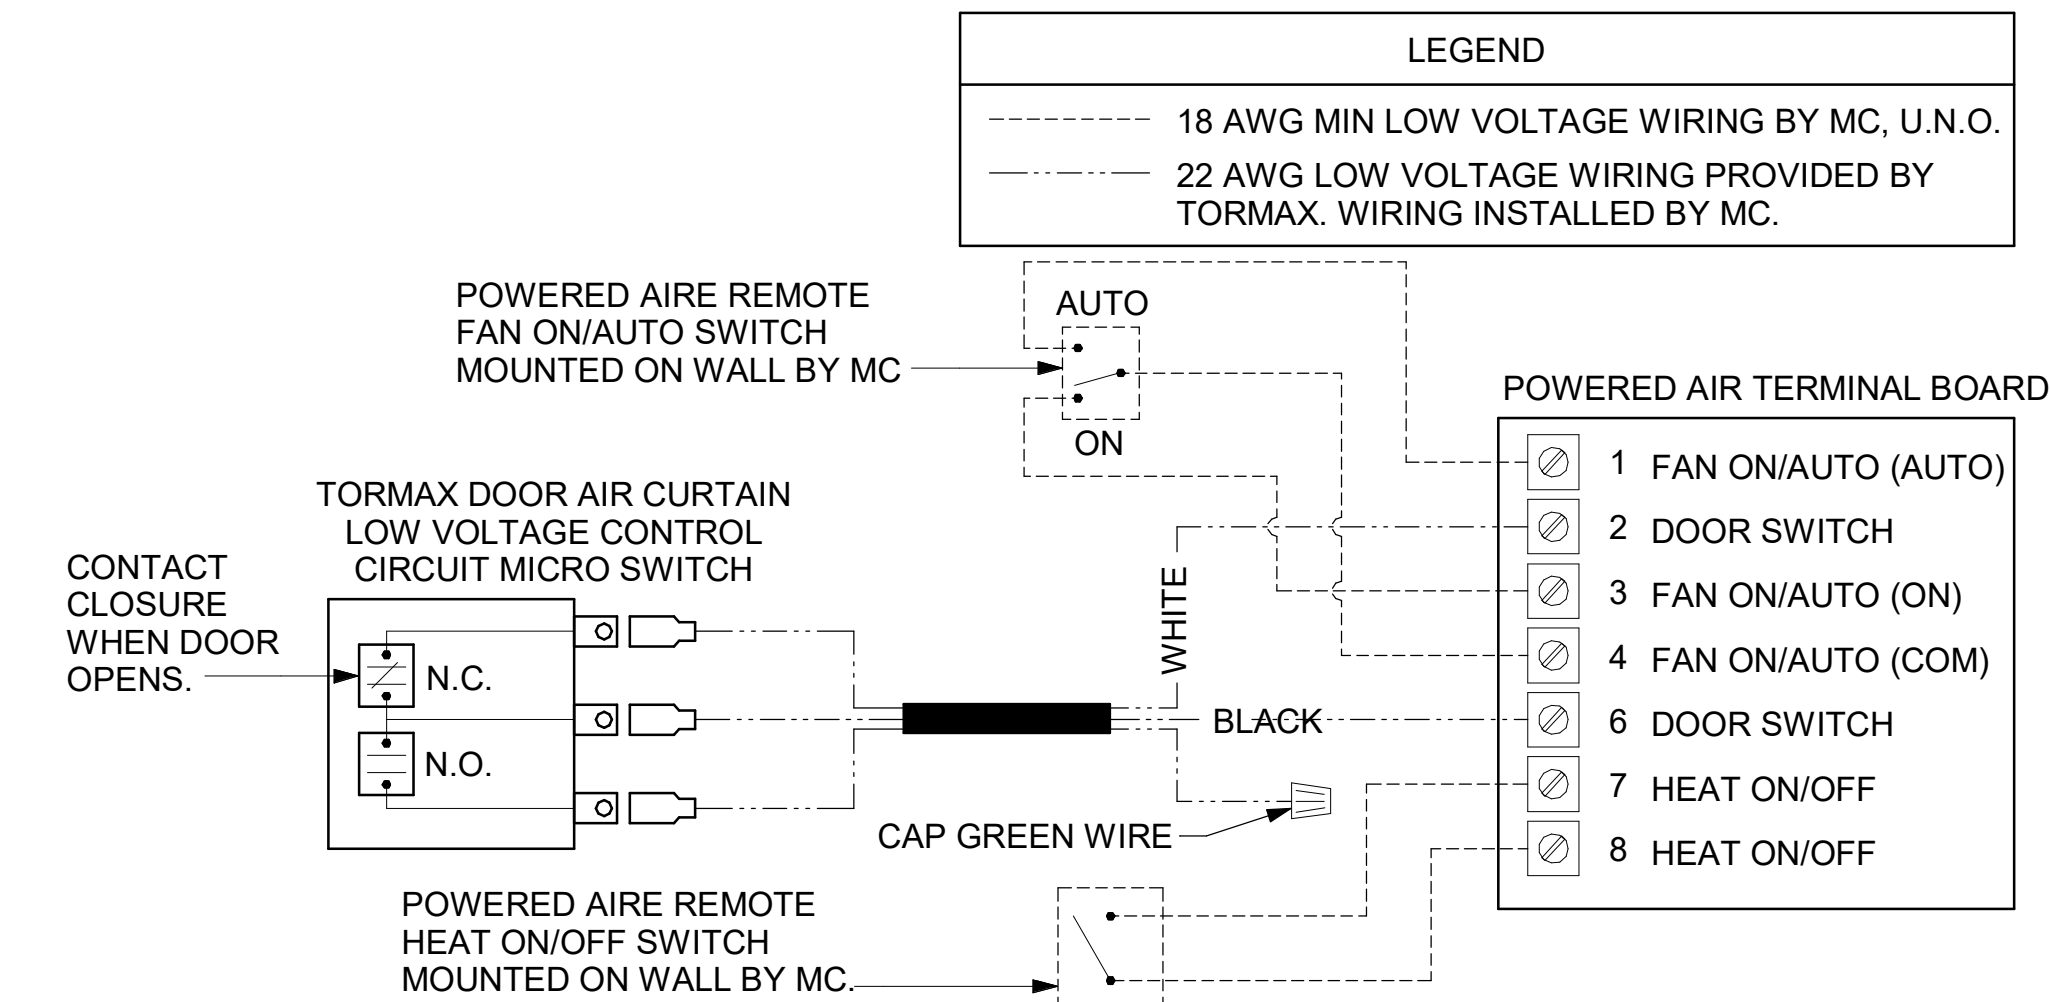 LEGEND
18 AWG MIN LOW VOLTAGE WIRING BY MC, U.N.O.
22 AWG LOW VOLTAGE WIRING PROVIDED BY
TORMAX. WIRING INSTALLED BY MC.
POWERED AIRE REMOTE
FAN ON/AUTO SWITCH
MOUNTED ON WALL BY MC
AUTO
ON
POWERED AIR TERMINAL BOARD
1 FAN ON/AUTO (AUTO)
2 DOOR SWITCH
3 FAN ON/AUTO (ON)
4 FAN ON/AUTO (COM)
6 DOOR SWITCH
7 HEAT ON/OFF
8 HEAT ON/OFF
TORMAX DOOR AIR CURTAIN
LOW VOLTAGE CONTROL
CIRCUIT MICRO SWITCH
CONTACT
CLOSURE
WHEN DOOR
OPENS.
N.C.
N.O.
WHITE
BLACK
CAP GREEN WIRE
POWERED AIRE REMOTE
HEAT ON/OFF SWITCH
MOUNTED ON WALL BY MC.